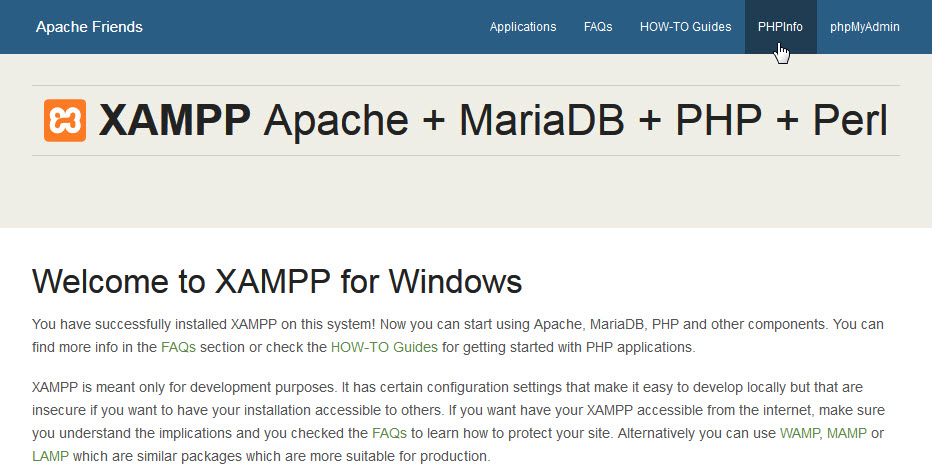 Apache Friends Applications FAQs HOW-TO Guides PHPInfo phpMyAdmin
XAMPP Apache + MariaDB + PHP + Perl
Welcome to XAMPP for Windows
You have successfully installed XAMPP on this system! Now you can start using Apache, MariaDB, PHP and other components. You can
find more info in the FAQs section or check the HOW-TO Guides for getting started with PHP applications.
XAMPP is meant only for development purposes. It has certain configuration settings that make it easy to develop locally but that are
insecure if you want to have your installation accessible to others. If you want have your XAMPP accessible from the internet, make sure
you understand the implications and you checked the FAQs to learn how to protect your site. Alternatively you can use WAMP, MAMP or
LAMP which are similar packages which are more suitable for production.